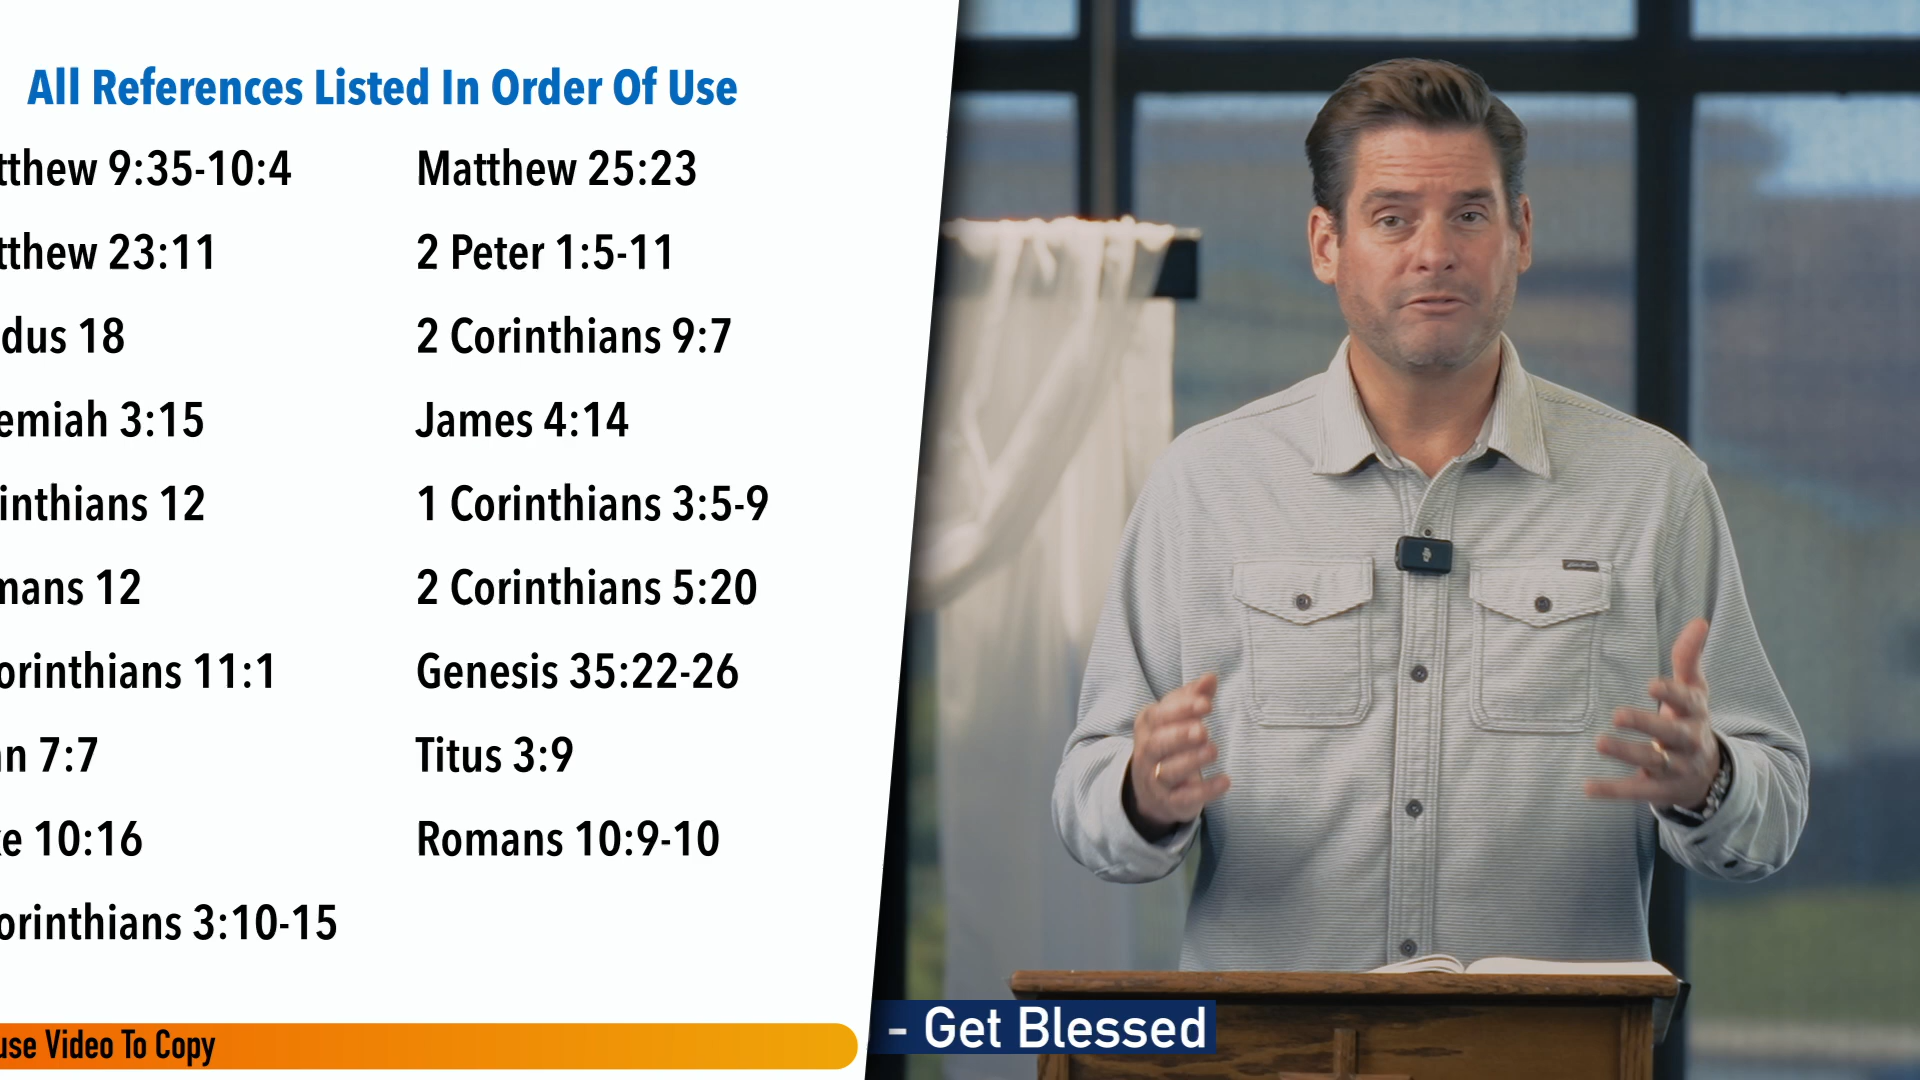 All References Listed In Order Of Use
tthew 9:35-10:4
tthew 23:11
dus 18
emiah 3:15
inthians 12
mans 12
orinthians 11:1
n 7:7
e 10:16
orinthians 3:10-15
Matthew 25:23
2 Peter 1:5-11
2 Corinthians 9:7
James 4:14
1 Corinthians 3:5-9
2 Corinthians 5:20
Genesis 35:22-26
Titus 3:9
Romans 10:9-10
use Video To Copy
- Get Blessed